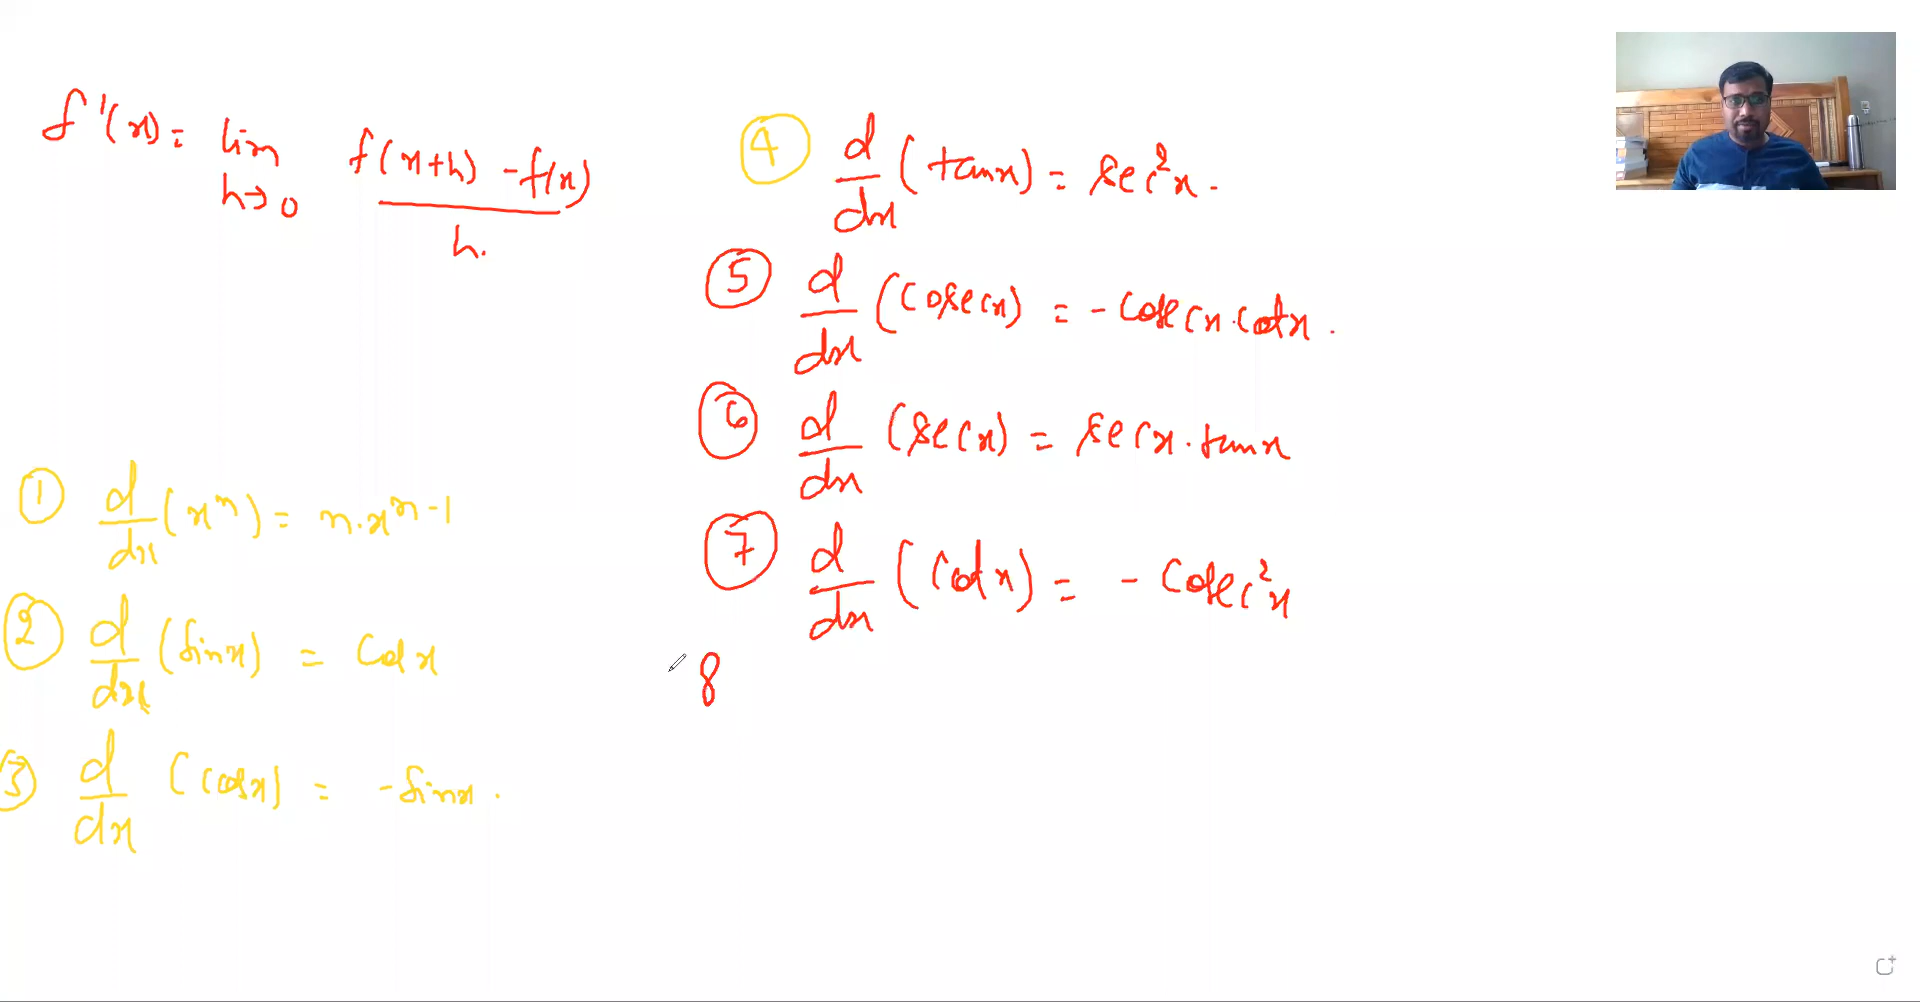 f'(x) = lim h→0 f(x+h) - f(x) / h.
① d/dx (xⁿ) = n.xⁿ⁻¹
② d/dx (sinx) = cos x
③ d/dx (cosx) = -sinx.
④ d/dx (tanx) = sec²x.
⑤ d/dx (cosecx) = -cosecx.cotx.
⑥ d/dx (secx) = secx.tanx
⑦ d/dx (cotx) = -cosec²x
8